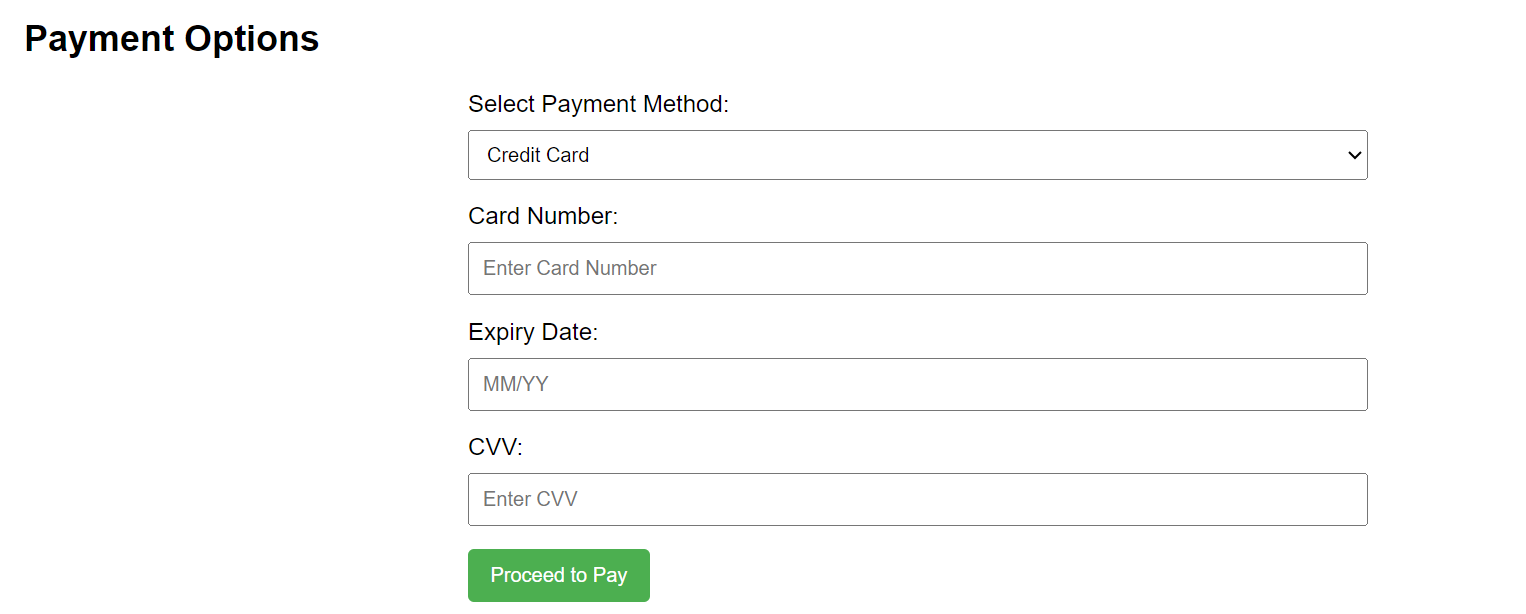 Payment Options
Select Payment Method:
Credit Card
Card Number:
Enter Card Number
Expiry Date:
MM/YY
CVV:
Enter CVV
Proceed to Pay